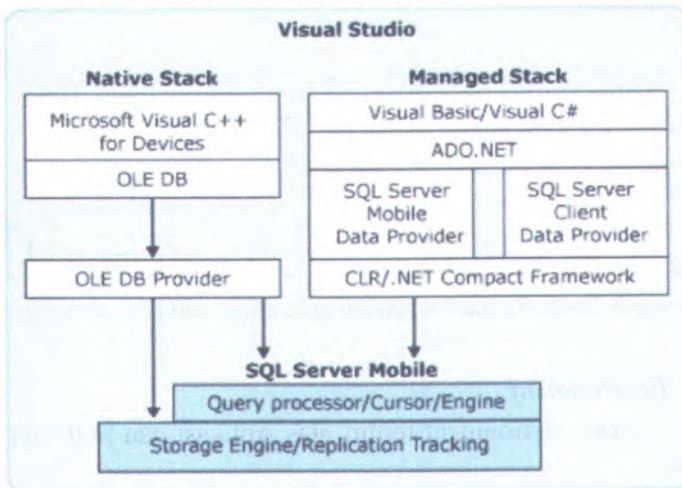 Visual Studio
Native Stack
Microsoft Visual C++
for Devices
OLE DB
OLE DB Provider
Managed Stack
Visual Basic/Visual C#
ADO.NET
SQL Server
Mobile
Data Provider
SQL Server
Client
Data Provider
CLR/.NET Compact Framework
SQL Server Mobile
Query processor/Cursor/Engine
Storage Engine/Replication Tracking